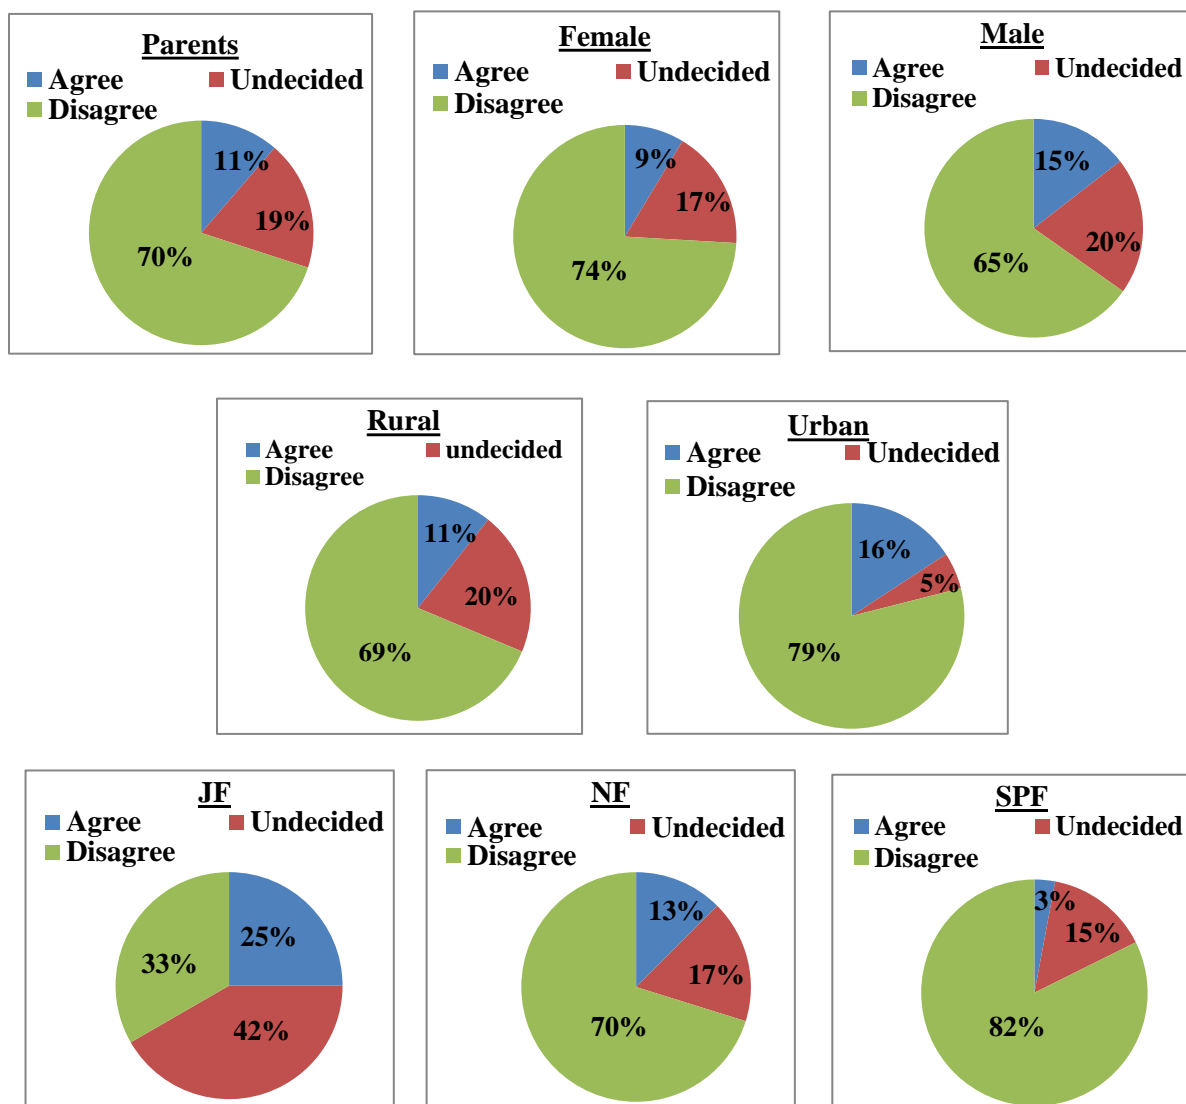 Parents
Agree Undecided
Disagree
11%
19%
70%
Female
Agree Undecided
Disagree
9%
17%
74%
Male
Agree Undecided
Disagree
15%
20%
65%
Rural
Agree undecided
Disagree
11%
20%
69%
Urban
Agree Undecided
Disagree
16%
5%
79%
JF
Agree Undecided
Disagree
25%
33%
42%
NF
Agree Undecided
Disagree
13%
17%
70%
SPF
Agree Undecided
Disagree
3%
15%
82%